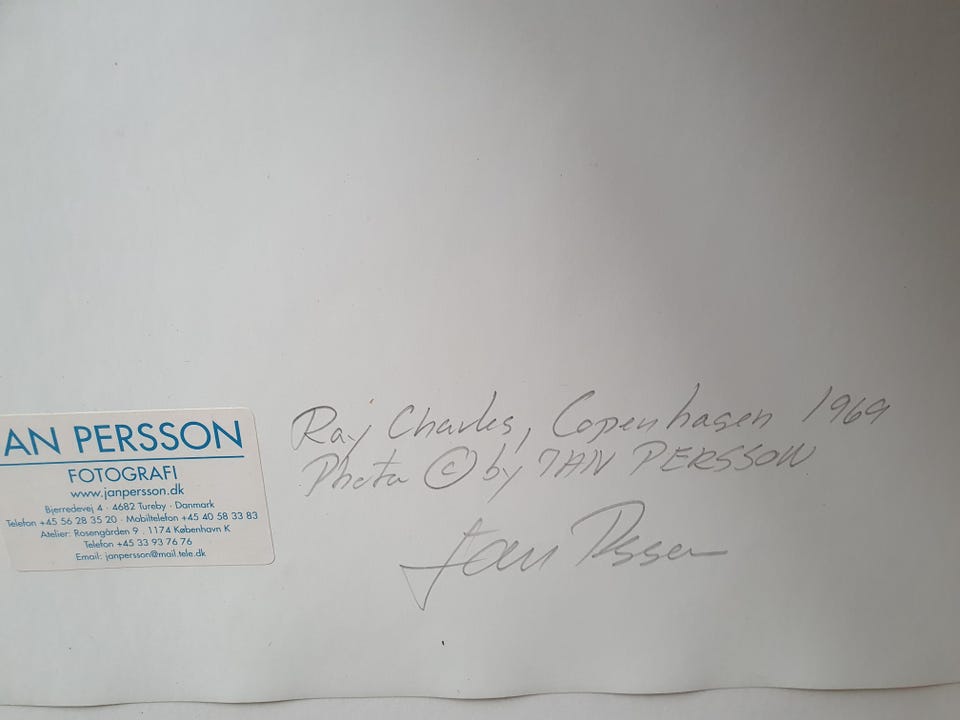 AN PERSSON
FOTOGRAFI
www.janpersson.dk
Bjerredevej 4 · 4682 Tureby · Danmark
Telefon +45 56 28 35 20 · Mobiltelefon +45 40 58 33 83
Atelier: Rosengården 9 . 1174 København K
Telefon +45 33 93 76 76
Email: janpersson@mail.tele.dk
Ray Charles, Copenhagen 1969
Photo © by JAN PERSSON
Jan Persson